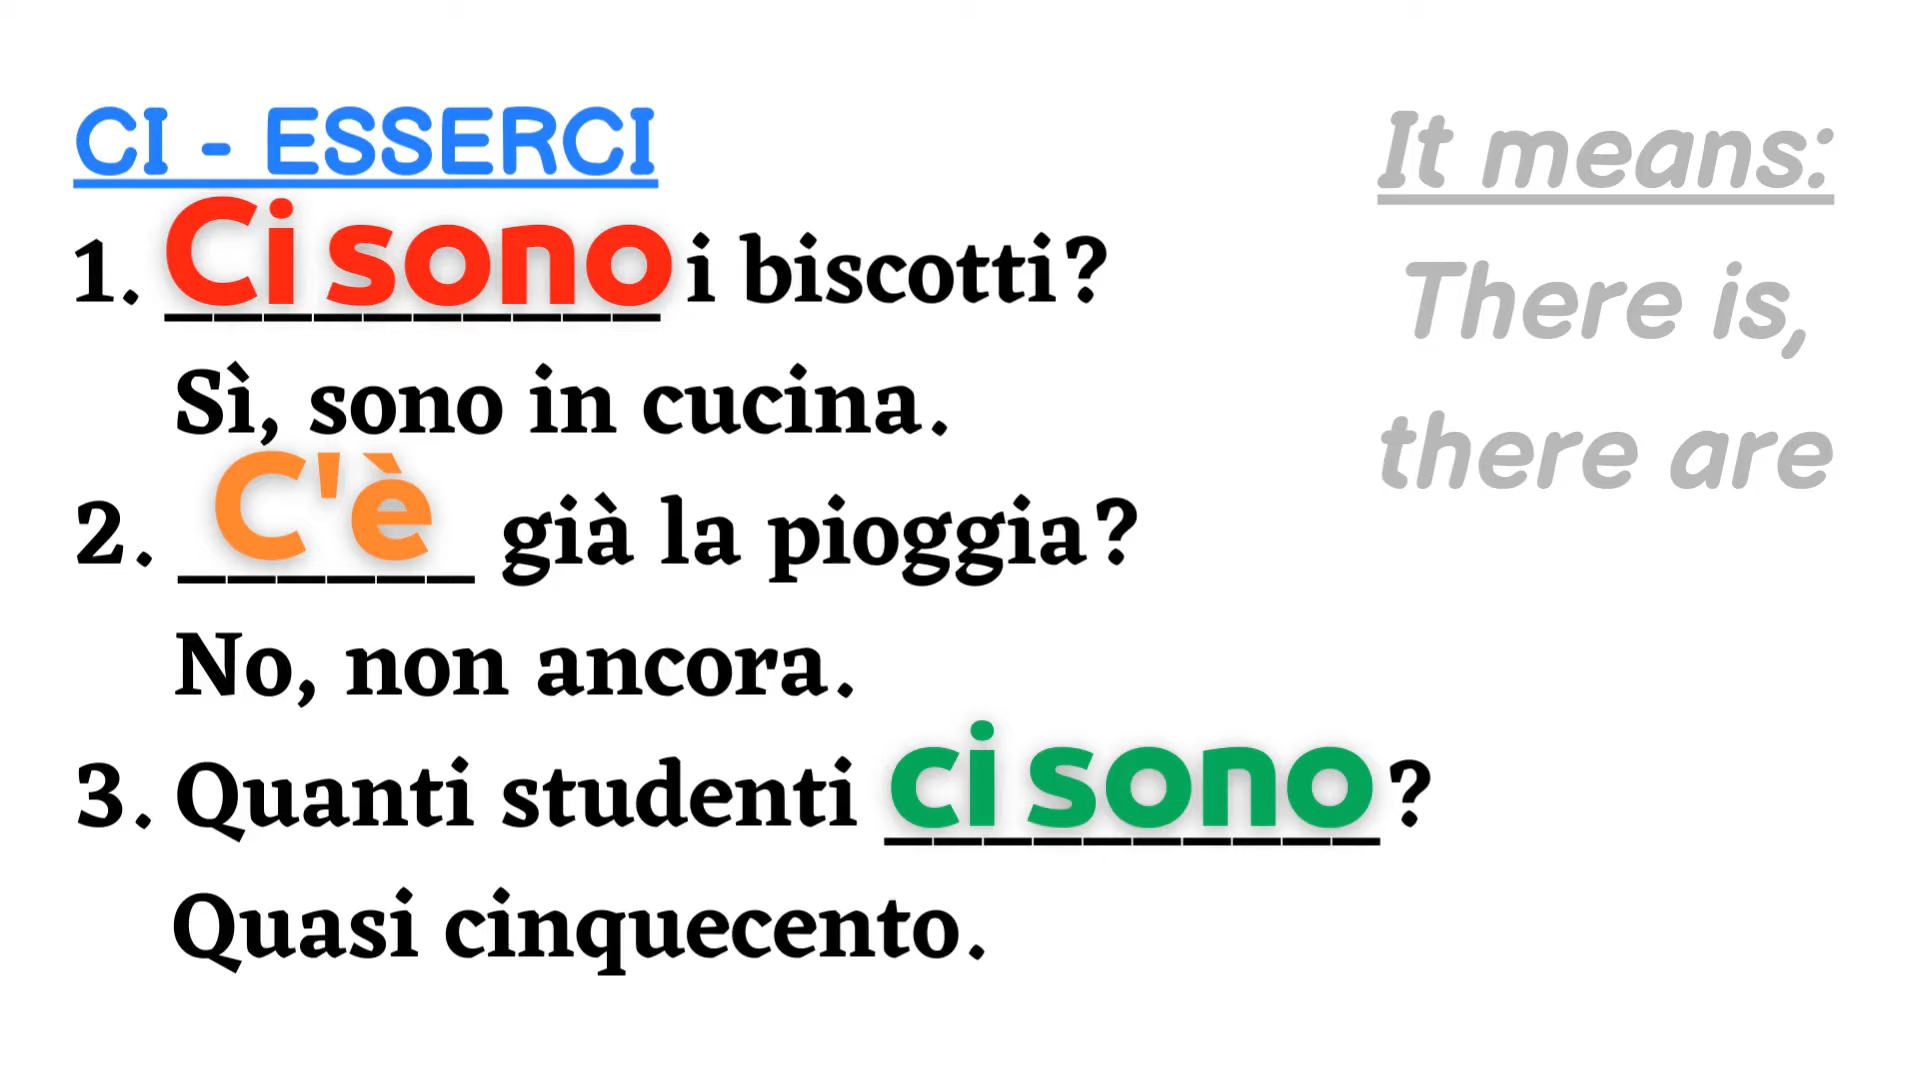 CI - ESSERCI
1. Ci sono i biscotti?
Sì, sono in cucina.
2. C'è già la pioggia?
No, non ancora.
3. Quanti studenti ci sono?
Quasi cinquecento.
It means:
There is,
there are